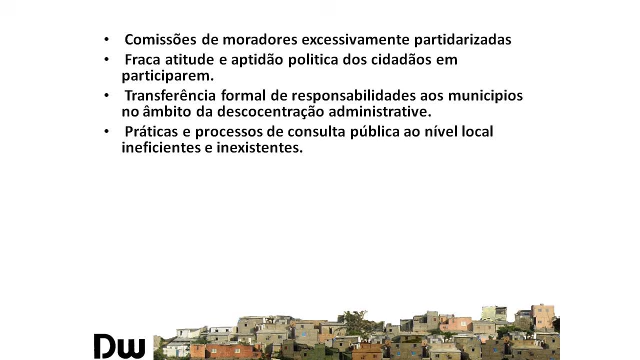 • Comissões de moradores excessivamente partidarizadas
• Fraca atitude e aptidão politica dos cidadãos em
participarem.
• Transferência formal de responsabilidades aos municipios
no âmbito da descocentração administrative.
• Práticas e processos de consulta pública ao nível local
ineficientes e inexistentes.
Dw